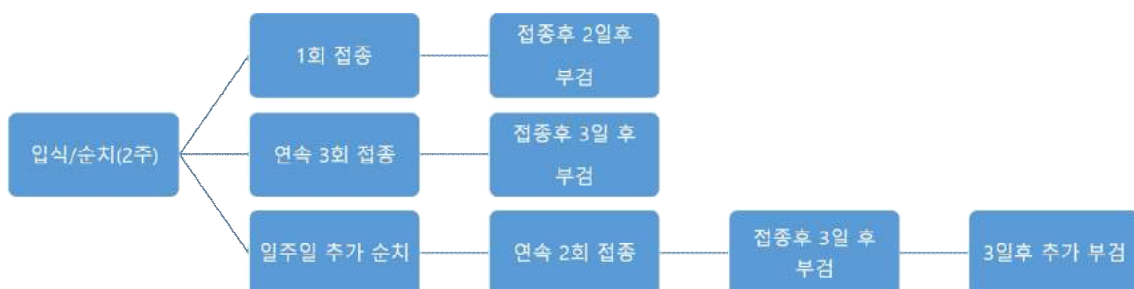 입식/순치(2주)
1회 접종
접종후 2일후
부검
연속 3회 접종
접종후 3일 후
부검
일주일 추가 순치
연속 2회 접종
접종후 3일 후
부검
3일후 추가 부검